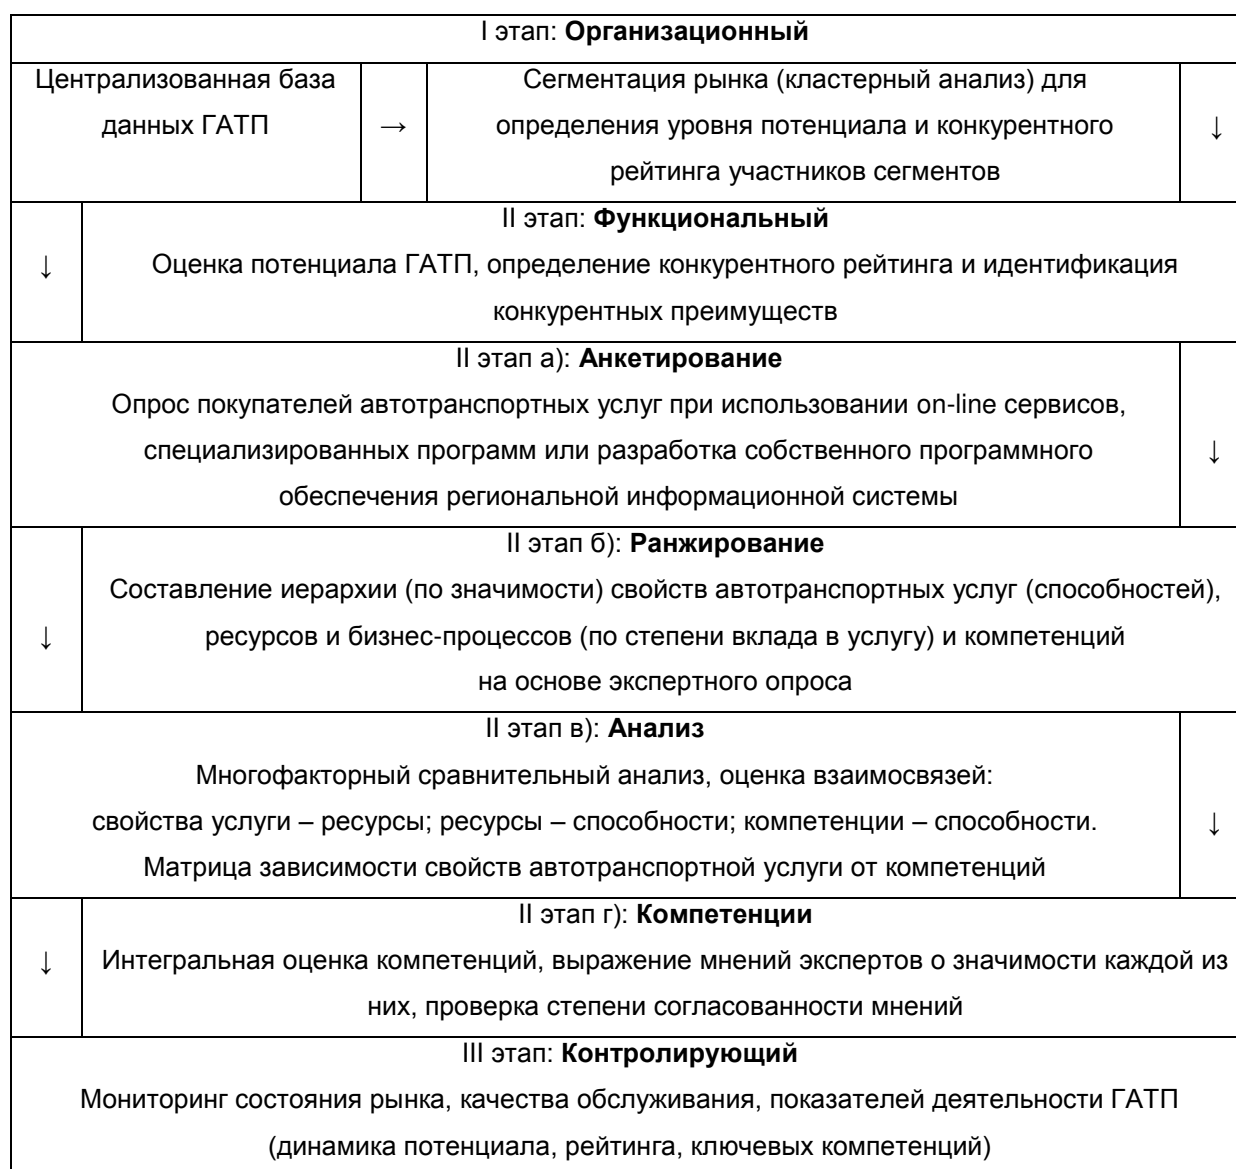 I этап: Организационный
Централизованная база
данных ГАТП
→
Сегментация рынка (кластерный анализ) для
определения уровня потенциала и конкурентного
рейтинга участников сегментов
↓
II этап: Функциональный
↓
Оценка потенциала ГАТП, определение конкурентного рейтинга и идентификация
конкурентных преимуществ
II этап а): Анкетирование
Опрос покупателей автотранспортных услуг при использовании on-line сервисов,
специализированных программ или разработка собственного программного
обеспечения региональной информационной системы
↓
II этап б): Ранжирование
Составление иерархии (по значимости) свойств автотранспортных услуг (способностей),
↓
ресурсов и бизнес-процессов (по степени вклада в услугу) и компетенций
на основе экспертного опроса
II этап в): Анализ
Многофакторный сравнительный анализ, оценка взаимосвязей:
свойства услуги – ресурсы; ресурсы – способности; компетенции – способности.
↓
Матрица зависимости свойств автотранспортной услуги от компетенций
II этап г): Компетенции
↓
Интегральная оценка компетенций, выражение мнений экспертов о значимости каждой из
них, проверка степени согласованности мнений
III этап: Контролирующий
Мониторинг состояния рынка, качества обслуживания, показателей деятельности ГАТП
(динамика потенциала, рейтинга, ключевых компетенций)